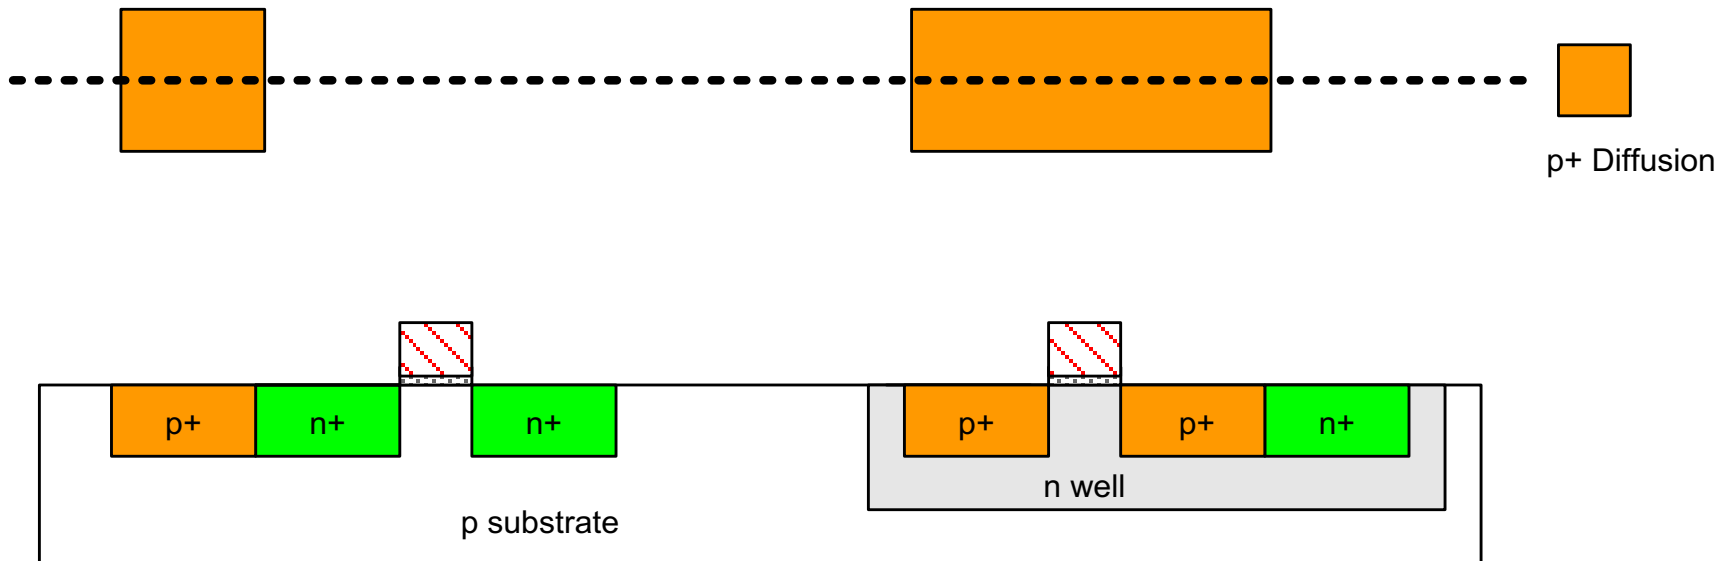 p+ Diffusion
p+ n+ n+ p+ p+ n+
n well
p substrate